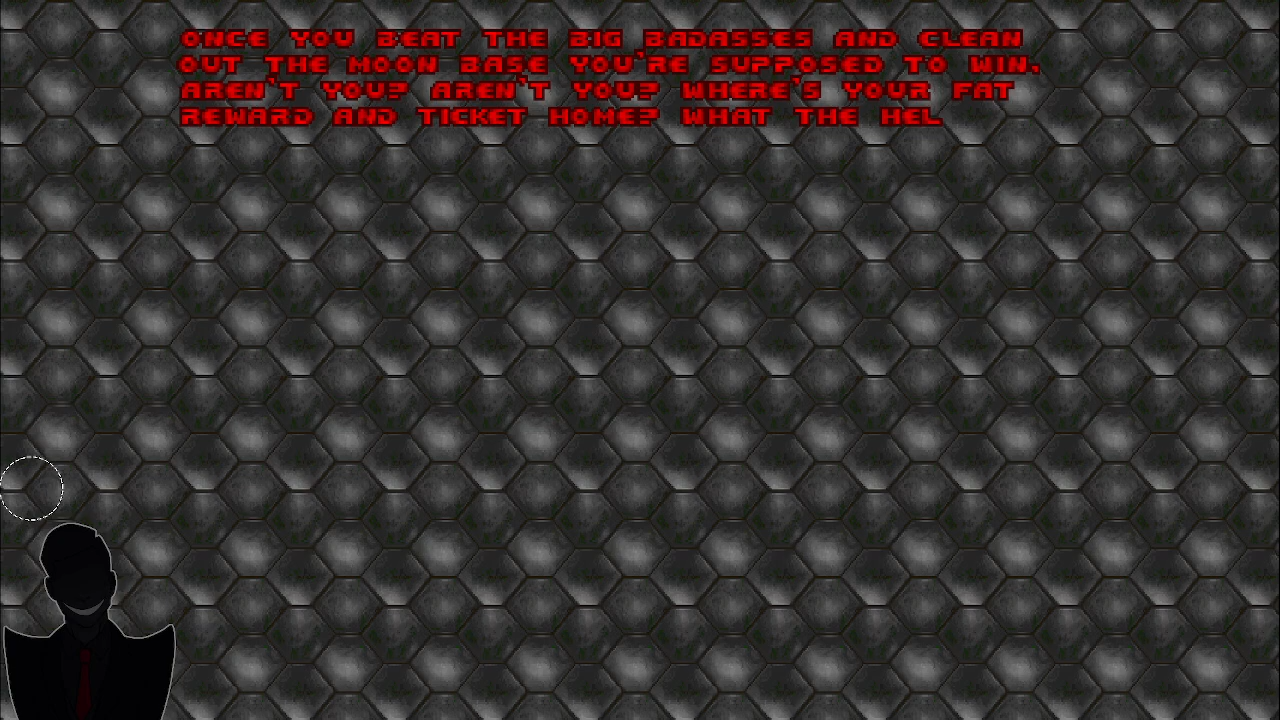 ONCE YOU BEAT THE BIG BADASSES AND CLEAN
OUT THE MOON BASE YOU'RE SUPPOSED TO WIN,
AREN'T YOU? AREN'T YOU? WHERE'S YOUR FAT
REWARD AND TICKET HOME? WHAT THE HEL